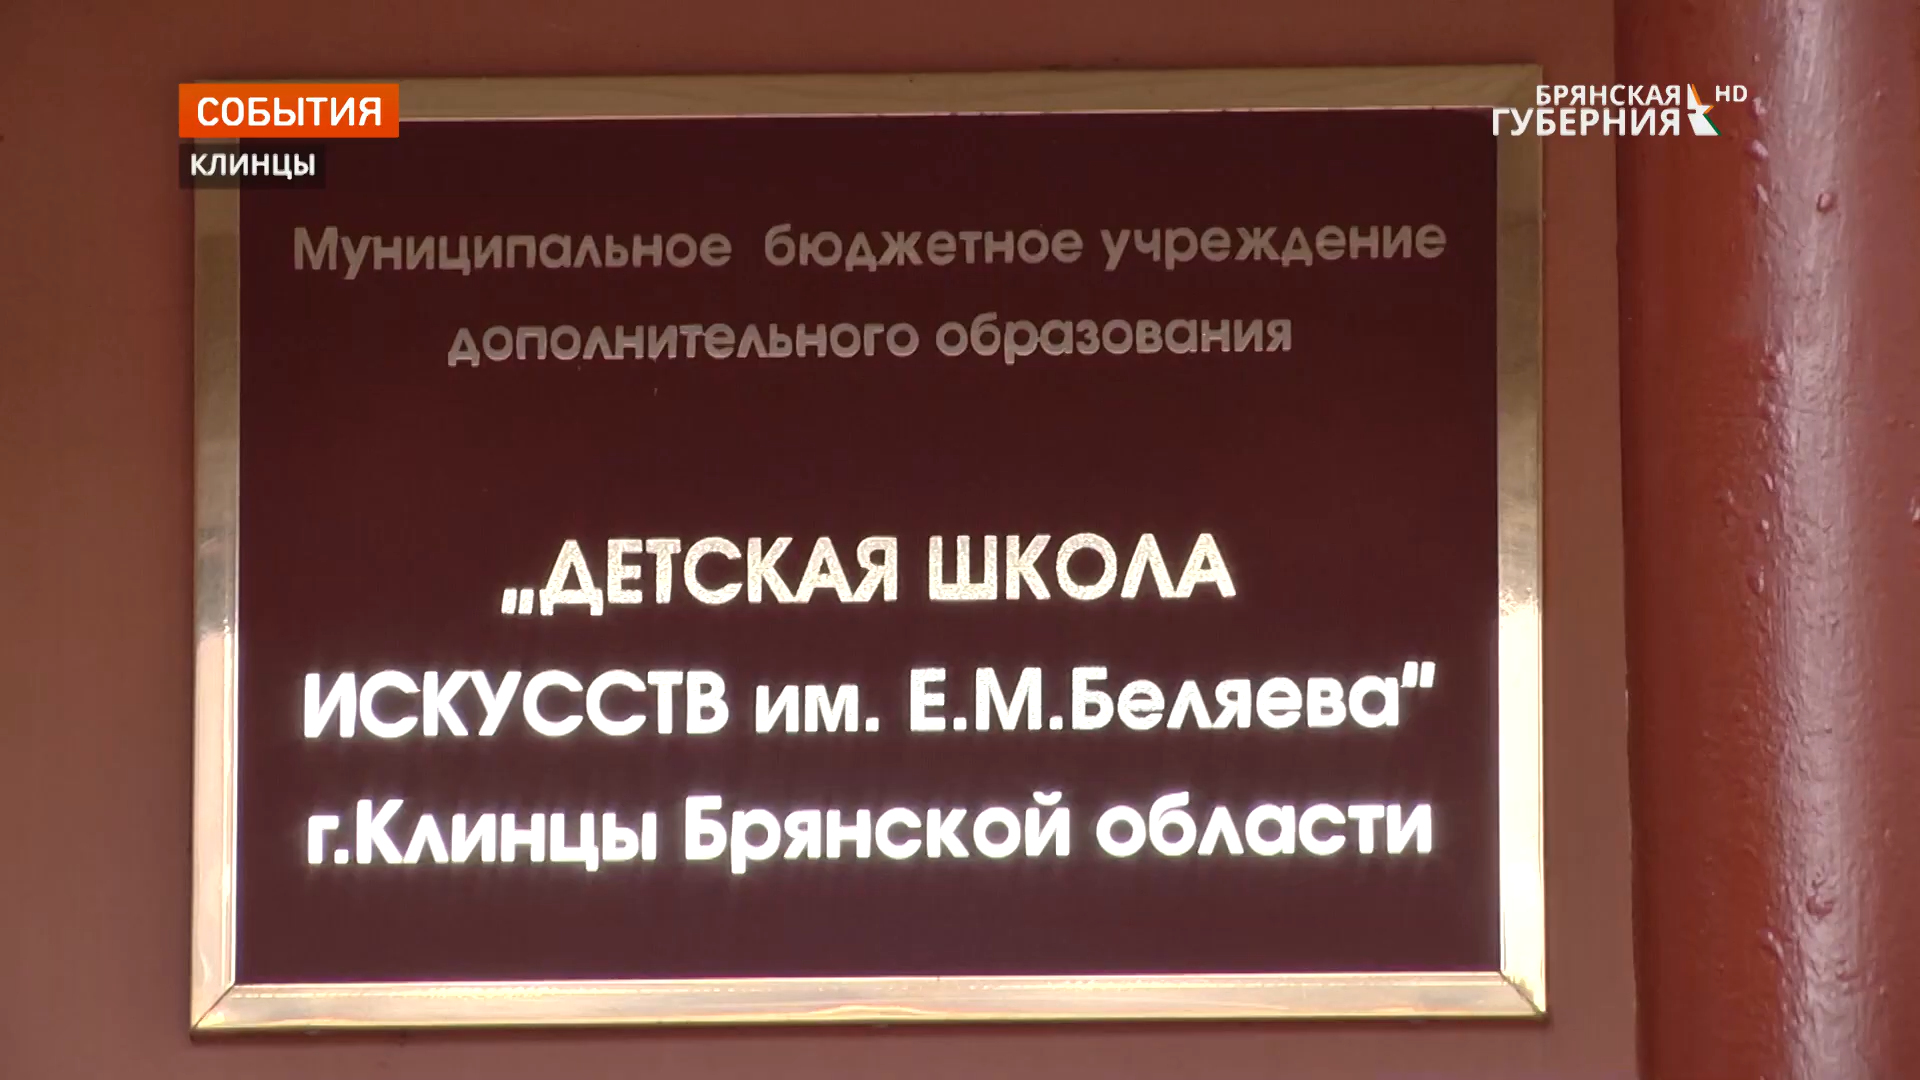 СОБЫТИЯ
КЛИНЦЫ
БРЯНСКАЯ HD
ГУБЕРНИЯ
Муниципальное бюджетное учреждение
дополнительного образования
„ДЕТСКАЯ ШКОЛА
ИСКУССТВ им. Е.М.Беляева"
г.Клинцы Брянской области